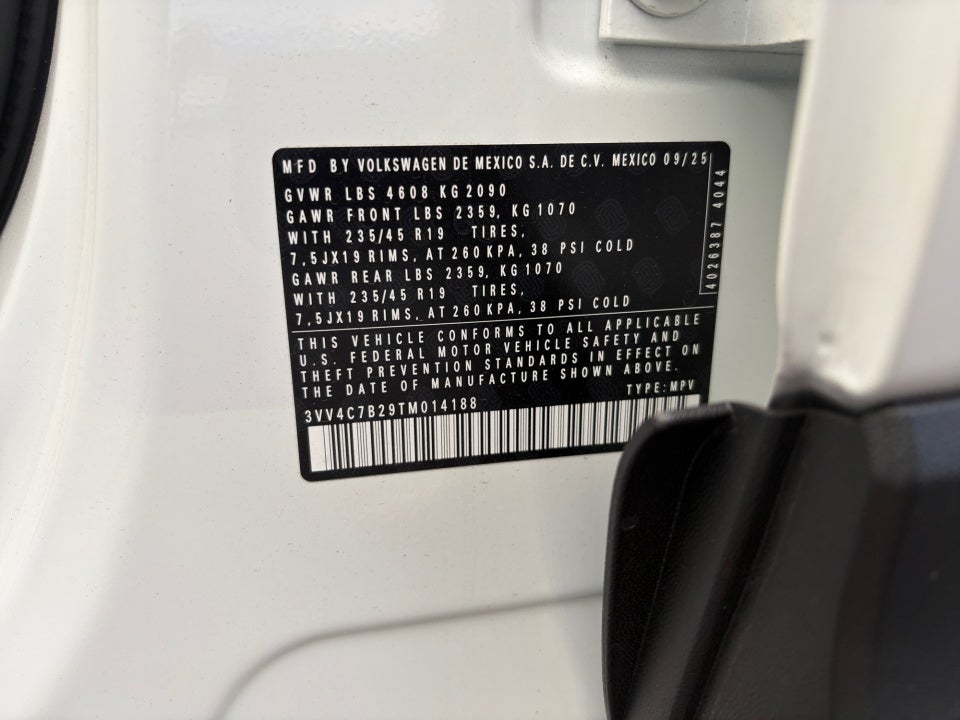 MFD BY VOLKSWAGEN DE MEXICO S.A. DE C.V. MEXICO 09/25
GVWR LBS 4608 KG 2090
GAWR FRONT LBS 2359, KG 1070
WITH 235/45 R19 TIRES,
7,5JX19 RIMS, AT 260 KPA, 38 PSI COLD
GAWR REAR LBS 2359, KG 1070
WITH 235/45 R19 TIRES,
7,5JX19 RIMS, AT 260 KPA, 38 PSI COLD
4026387 4044
THIS VEHICLE CONFORMS TO ALL APPLICABLE
U.S. FEDERAL MOTOR VEHICLE SAFETY AND
THEFT PREVENTION STANDARDS IN EFFECT ON
THE DATE OF MANUFACTURE SHOWN ABOVE.
TYPE: MPV
3VV4C7B29TM014188